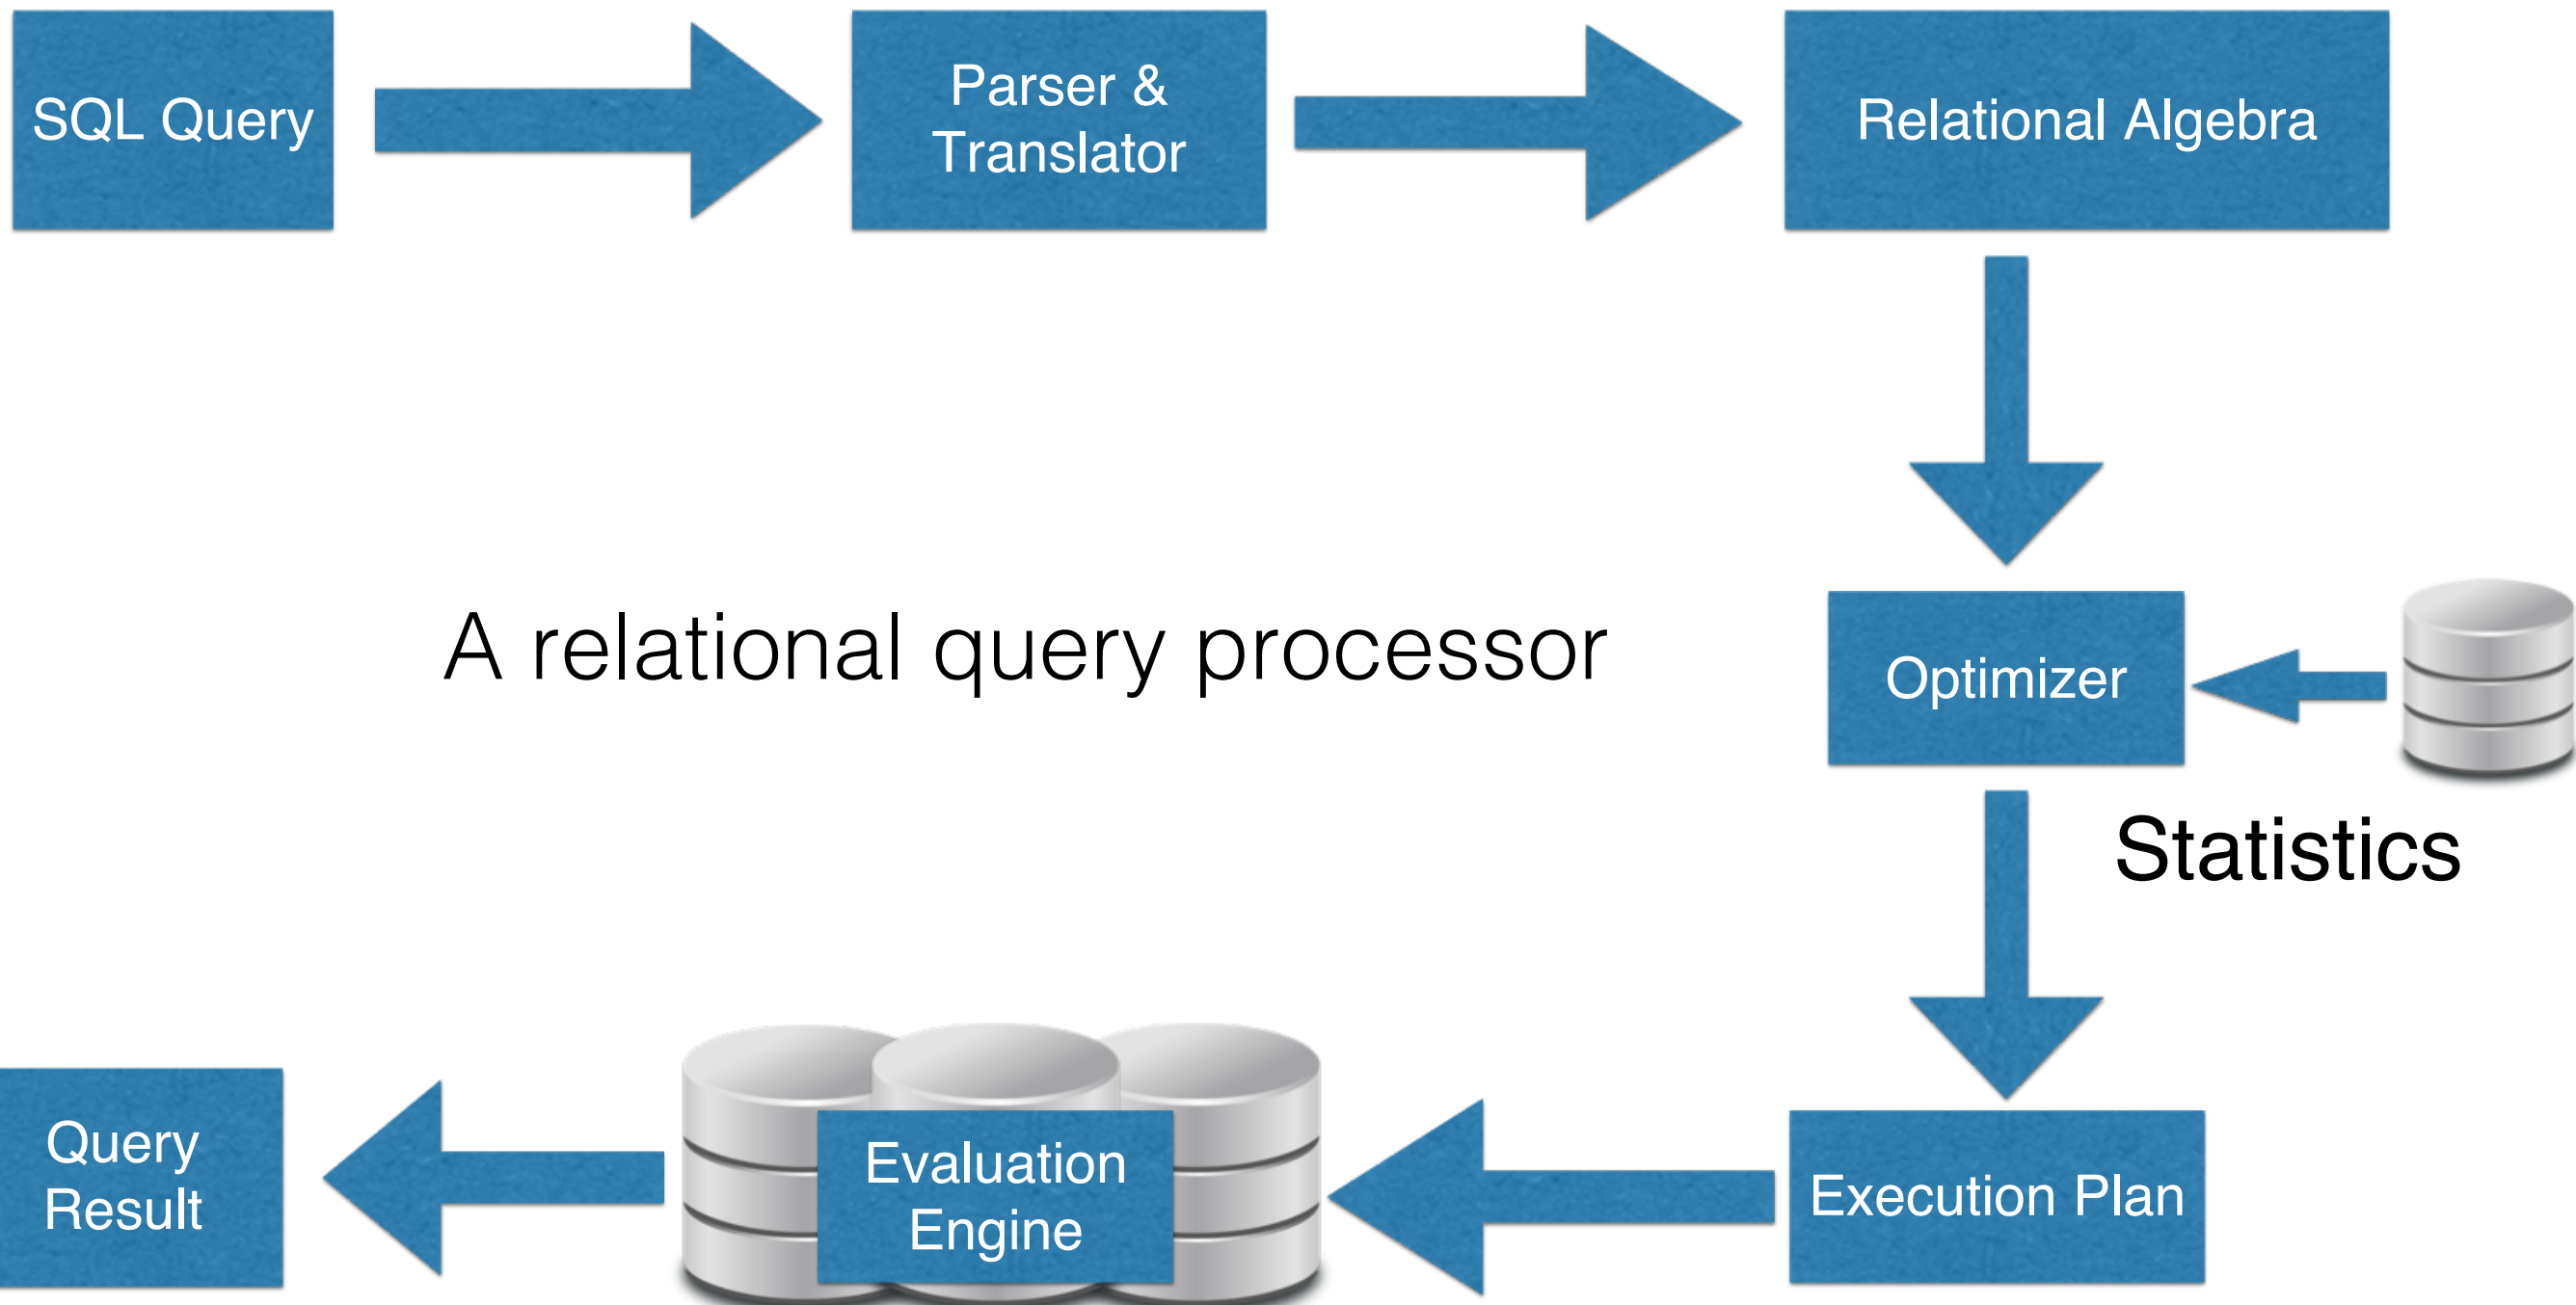 SQL Query
Parser &
Translator
Relational Algebra
A relational query processor
Optimizer
Statistics
Query
Result
Evaluation
Engine
Execution Plan